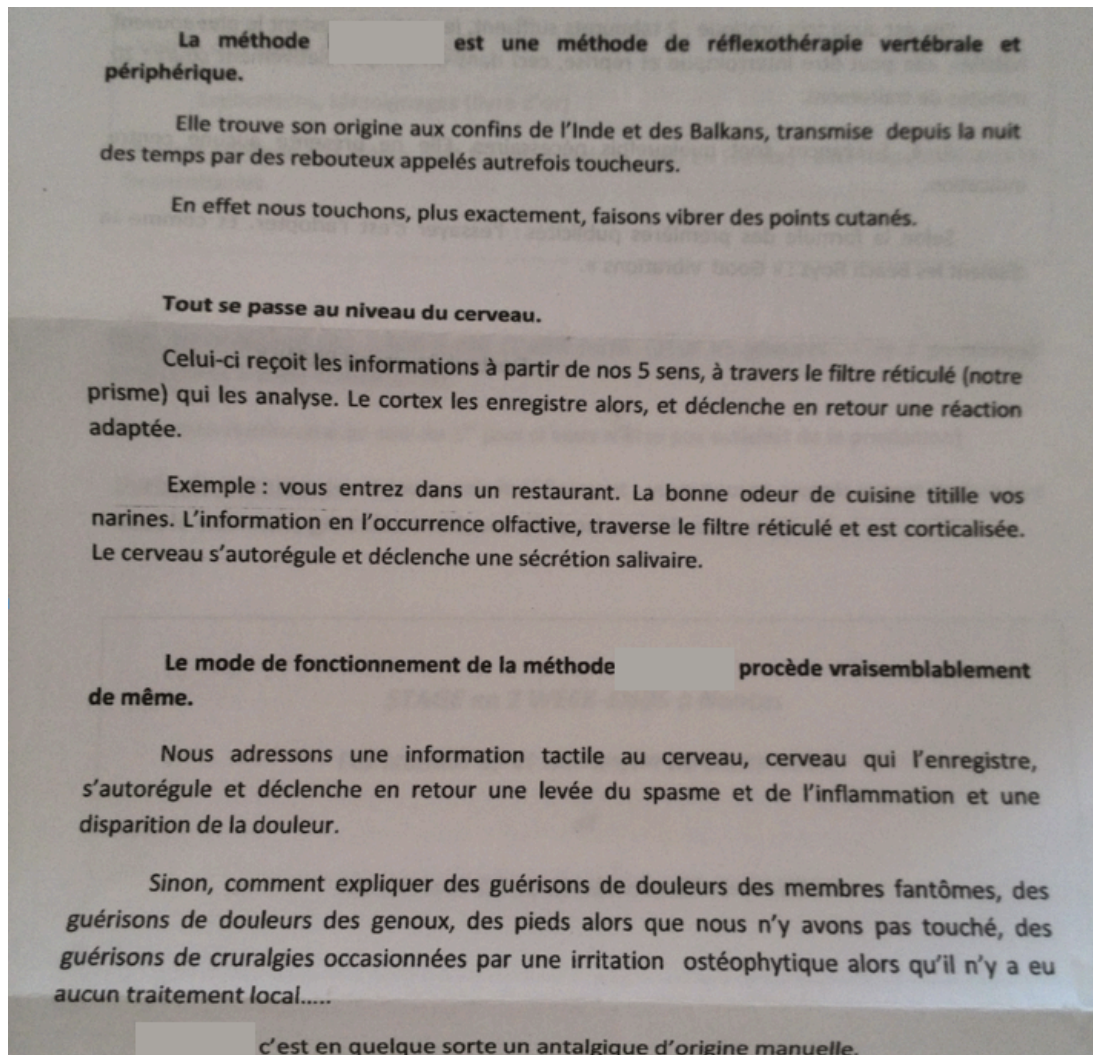 La méthode est une méthode de réflexothérapie vertébrale et
périphérique.
Elle trouve son origine aux confins de l'Inde et des Balkans, transmise depuis la nuit
des temps par des rebouteux appelés autrefois toucheurs.
En effet nous touchons, plus exactement, faisons vibrer des points cutanés.
Tout se passe au niveau du cerveau.
Celui-ci reçoit les informations à partir de nos 5 sens, à travers le filtre réticulé (notre
prisme) qui les analyse. Le cortex les enregistre alors, et déclenche en retour une réaction
adaptée.
Exemple : vous entrez dans un restaurant. La bonne odeur de cuisine titille vos
narines. L'information en l'occurrence olfactive, traverse le filtre réticulé et est corticalisée.
Le cerveau s'autorégule et déclenche une sécrétion salivaire.
Le mode de fonctionnement de la méthode procède vraisemblablement
de même.
Nous adressons une information tactile au cerveau, cerveau qui l'enregistre,
s'autorégule et déclenche en retour une levée du spasme et de l'inflammation et une
disparition de la douleur.
Sinon, comment expliquer des guérisons de douleurs des membres fantômes, des
guérisons de douleurs des genoux, des pieds alors que nous n'y avons pas touché, des
guérisons de cruralgies occasionnées par une irritation ostéophytique alors qu'il n'y a eu
aucun traitement local.....
c'est en quelque sorte un antalgique d'origine manuelle.